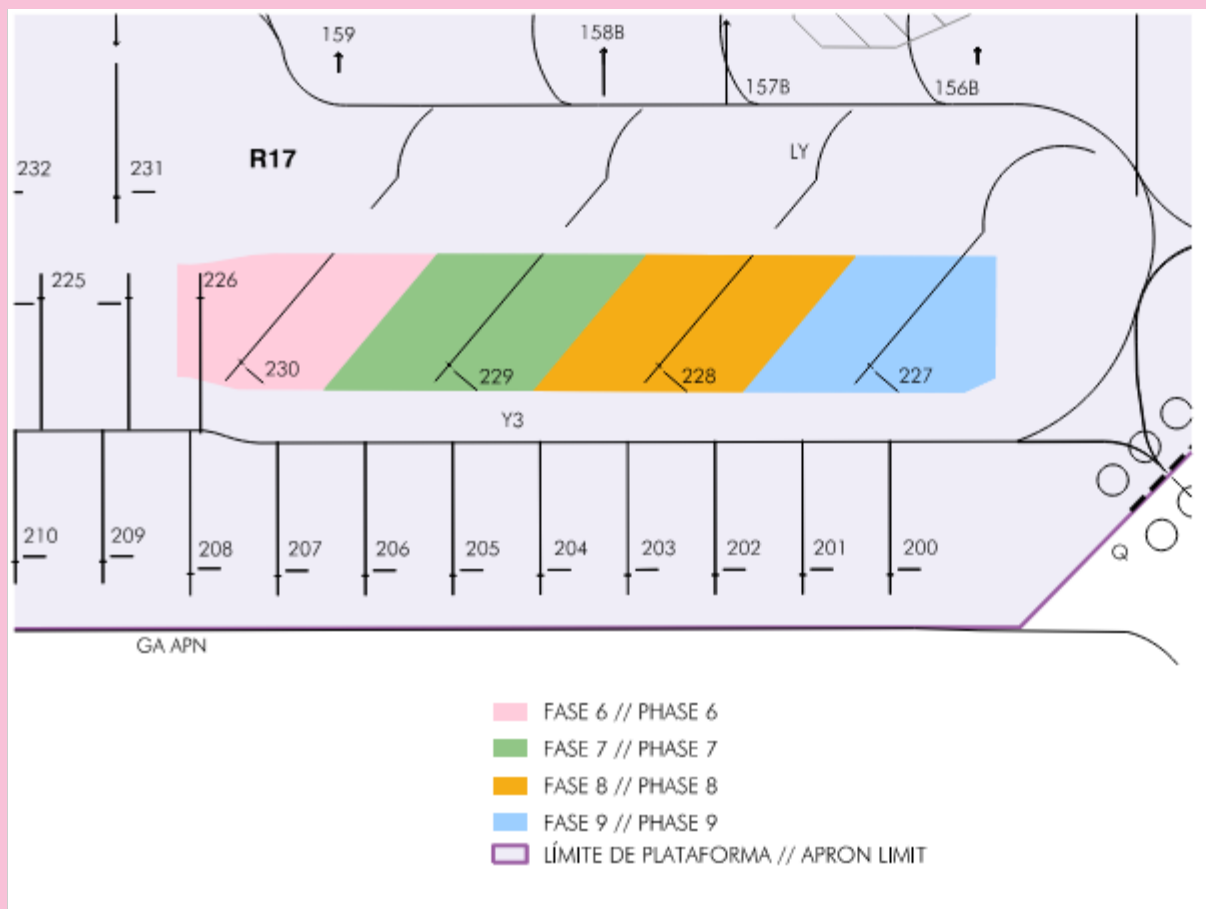 159
158B
157B
156B
R17
LY
232
231
225
226
230
229
228
227
Y3
210
209
208
207
206
205
204
203
202
201
200
Q
GA APN
FASE 6 // PHASE 6
FASE 7 // PHASE 7
FASE 8 // PHASE 8
FASE 9 // PHASE 9
LÍMITE DE PLATAFORMA // APRON LIMIT